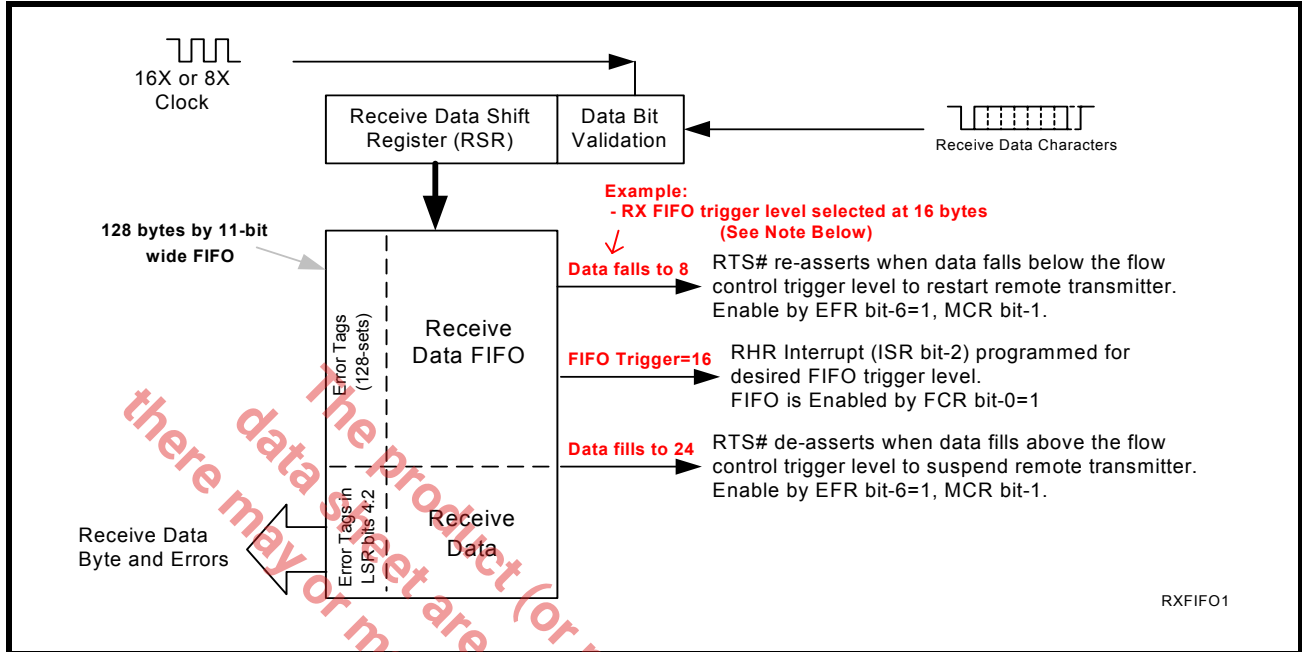 16X or 8X
Clock
Receive Data Shift
Register (RSR)
Data Bit
Validation
Receive Data Characters
Example:
- RX FIFO trigger level selected at 16 bytes
(See Note Below)
128 bytes by 11-bit
wide FIFO
Data falls to 8
RTS# re-asserts when data falls below the flow
control trigger level to restart remote transmitter.
Enable by EFR bit-6=1, MCR bit-1.
Error Tags
(128-sets)
Receive
Data FIFO
FIFO Trigger=16
RHR Interrupt (ISR bit-2) programmed for
desired FIFO trigger level.
FIFO is Enabled by FCR bit-0=1
Data fills to 24
RTS# de-asserts when data fills above the flow
control trigger level to suspend remote transmitter.
Enable by EFR bit-6=1, MCR bit-1.
Error Tags in
LSR bits 4:2
Receive
Data
Receive Data
Byte and Errors
RXFIFO1
The product (or
data sheet are
there may or